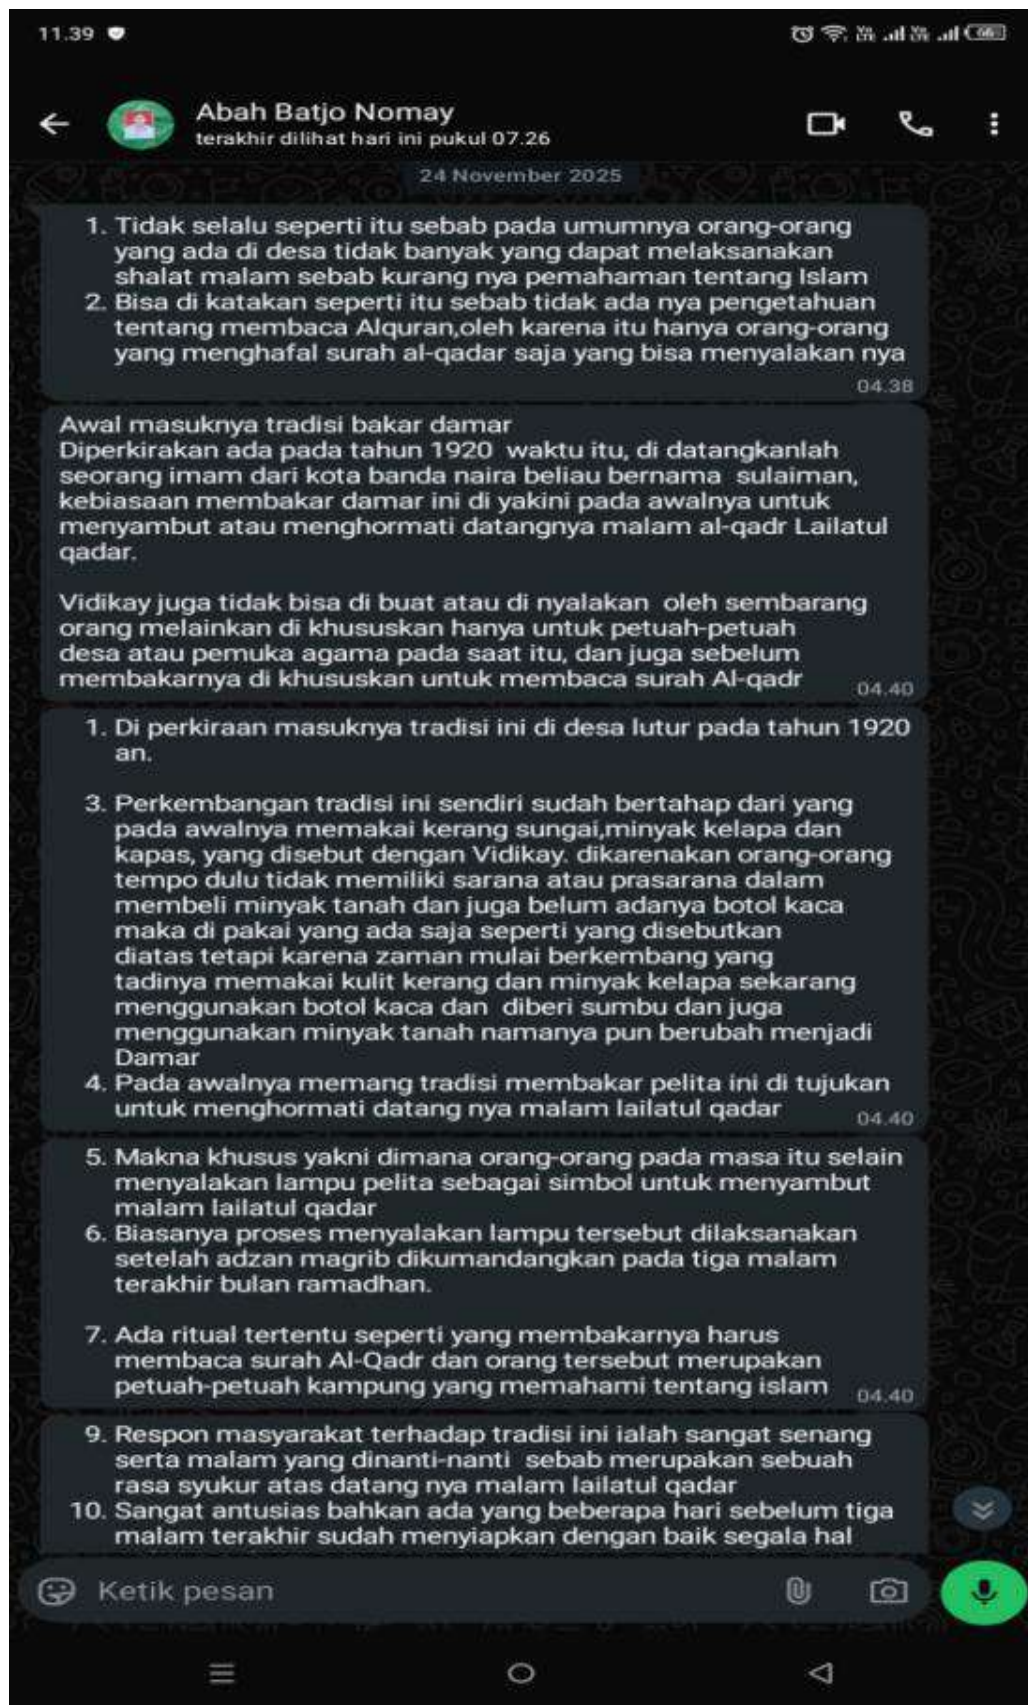 11.39
66
Abah Batjo Nomay
terakhir dilihat hari ini pukul 07.26
24 November 2025
1. Tidak selalu seperti itu sebab pada umumnya orang-orang
yang ada di desa tidak banyak yang dapat melaksanakan
shalat malam sebab kurang nya pemahaman tentang Islam
2. Bisa di katakan seperti itu sebab tidak ada nya pengetahuan
tentang membaca Alquran,oleh karena itu hanya orang-orang
yang menghafal surah al-qadar saja yang bisa menyalakan nya
04.38
Awal masuknya tradisi bakar damar
Diperkirakan ada pada tahun 1920 waktu itu, di datangkanlah
seorang imam dari kota banda naira beliau bernama sulaiman,
kebiasaan membakar damar ini di yakini pada awalnya untuk
menyambut atau menghormati datangnya malam al-qadr Lailatul
qadar.
Vidikay juga tidak bisa di buat atau di nyalakan oleh sembarang
orang melainkan di khususkan hanya untuk petuah-petuah
desa atau pemuka agama pada saat itu, dan juga sebelum
membakarnya di khususkan untuk membaca surah Al-qadr
04.40
1. Di perkiraan masuknya tradisi ini di desa lutur pada tahun 1920
an.
3. Perkembangan tradisi ini sendiri sudah bertahap dari yang
pada awalnya memakai kerang sungai,minyak kelapa dan
kapas, yang disebut dengan Vidikay. dikarenakan orang-orang
tempo dulu tidak memiliki sarana atau prasarana dalam
membeli minyak tanah dan juga belum adanya botol kaca
maka di pakai yang ada saja seperti yang disebutkan
diatas tetapi karena zaman mulai berkembang yang
tadinya memakai kulit kerang dan minyak kelapa sekarang
menggunakan botol kaca dan diberi sumbu dan juga
menggunakan minyak tanah namanya pun berubah menjadi
Damar
4. Pada awalnya memang tradisi membakar pelita ini di tujukan
untuk menghormati datang nya malam lailatul qadar
04.40
5. Makna khusus yakni dimana orang-orang pada masa itu selain
menyalakan lampu pelita sebagai simbol untuk menyambut
malam lailatul qadar
6. Biasanya proses menyalakan lampu tersebut dilaksanakan
setelah adzan magrib dikumandangkan pada tiga malam
terakhir bulan ramadhan.
7. Ada ritual tertentu seperti yang membakarnya harus
membaca surah Al-Qadr dan orang tersebut merupakan
petuah-petuah kampung yang memahami tentang islam
04.40
9. Respon masyarakat terhadap tradisi ini ialah sangat senang
serta malam yang dinanti-nanti sebab merupakan sebuah
rasa syukur atas datang nya malam lailatul qadar
10. Sangat antusias bahkan ada yang beberapa hari sebelum tiga
malam terakhir sudah menyiapkan dengan baik segala hal
Ketik pesan